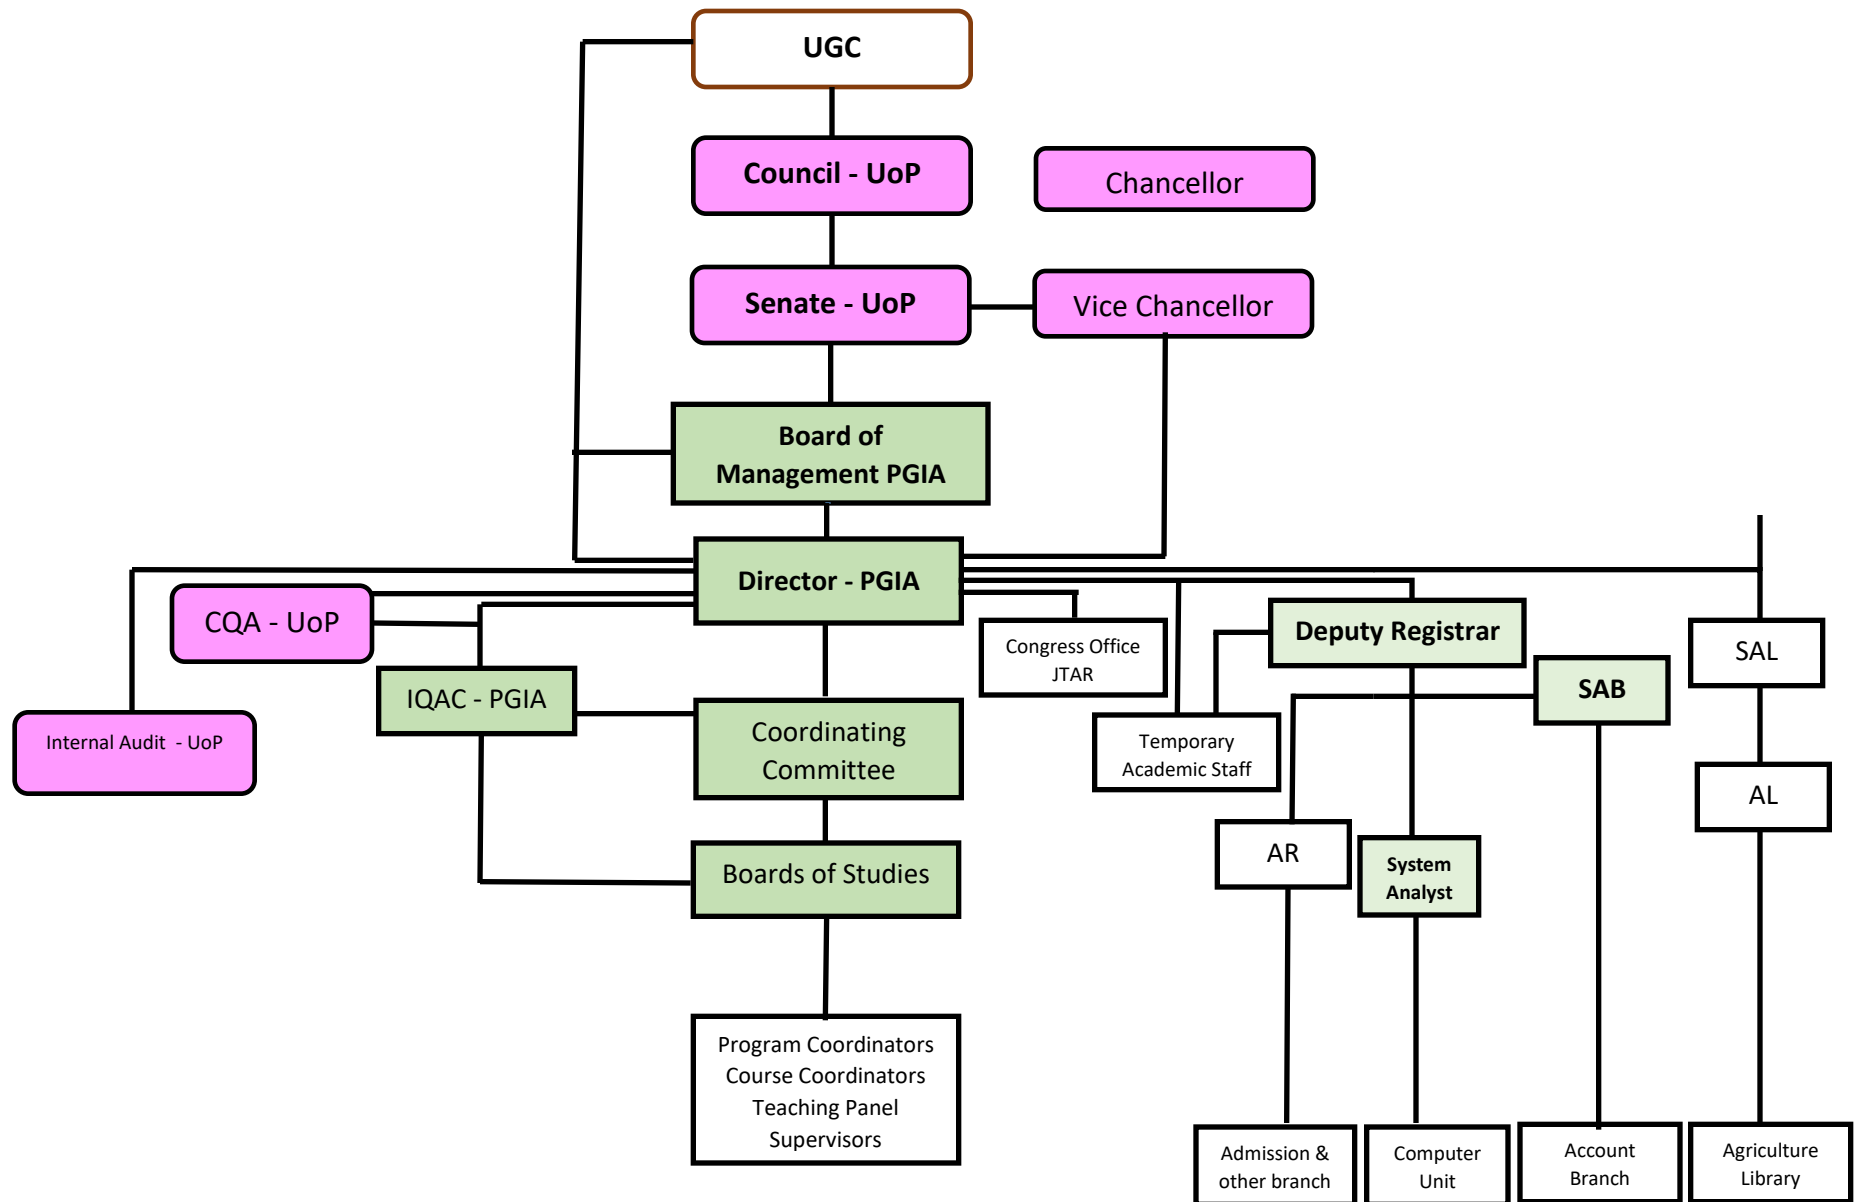 UGC
Council - UoP
Chancellor
Senate - UoP
Vice Chancellor
Board of
Management PGIA
Director - PGIA
CQA - UoP
Congress Office
JTAR
Deputy Registrar
SAL
IQAC - PGIA
SAB
Internal Audit - UoP
Coordinating
Committee
Temporary
Academic Staff
AL
AR
System
Analyst
Boards of Studies
Program Coordinators
Course Coordinators
Teaching Panel
Supervisors
Admission &
other branch
Computer
Unit
Account
Branch
Agriculture
Library